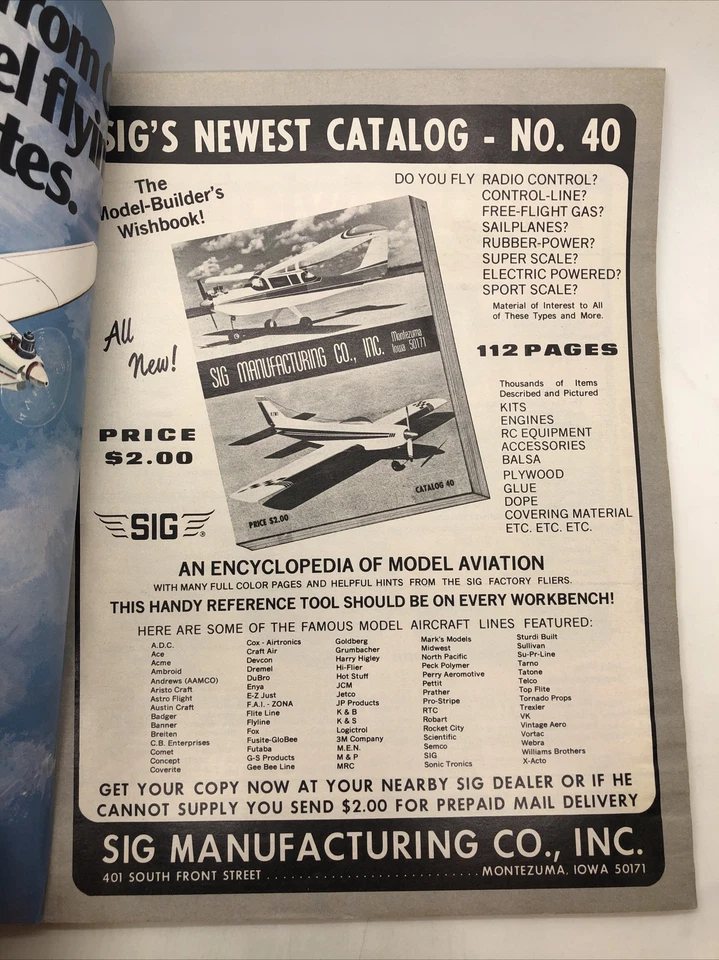 from
el flyin
tes.
SIG'S NEWEST CATALOG - NO. 40
The
Model-Builder's
Wishbook!
DO YOU FLY RADIO CONTROL?
CONTROL-LINE?
FREE-FLIGHT GAS?
SAILPLANES?
RUBBER-POWER?
SUPER SCALE?
ELECTRIC POWERED?
SPORT SCALE?
Material of Interest to All
of These Types and More.
All
New!
SIG MANUFACTURING CO., INC. Montezuma
Iowa 50171
112 PAGES
Thousands of Items
Described and Pictured
KITS
ENGINES
RC EQUIPMENT
ACCESSORIES
BALSA
PLYWOOD
GLUE
DOPE
COVERING MATERIAL
ETC. ETC. ETC.
PRICE
$2.00
SIG®
PRICE $2.00
CATALOG 40
AN ENCYCLOPEDIA OF MODEL AVIATION
WITH MANY FULL COLOR PAGES AND HELPFUL HINTS FROM THE SIG FACTORY FLIERS.
THIS HANDY REFERENCE TOOL SHOULD BE ON EVERY WORKBENCH!
HERE ARE SOME OF THE FAMOUS MODEL AIRCRAFT LINES FEATURED:
A.D.C.
Ace
Acme
Ambroid
Andrews (AAMCO)
Aristo Craft
Astro Flight
Austin Craft
Badger
Banner
Breiten
C.B. Enterprises
Comet
Concept
Coverite
Cox - Airtronics
Craft Air
Devcon
Dremel
DuBro
Enya
E-Z Just
F.A.I. - ZONA
Flite Line
Flyline
Fox
Fusite-GloBee
Futaba
G-S Products
Gee Bee Line
Goldberg
Grumbacher
Harry Higley
Hi-Flier
Hot Stuff
JCM
Jetco
JP Products
K & B
K & S
Logictrol
3M Company
M.E.N.
M & P
MRC
Mark's Models
Midwest
North Pacific
Peck Polymer
Perry Aeromotive
Pettit
Prather
Pro-Stripe
RTC
Robart
Rocket City
Scientific
Semco
SIG
Sonic Tronics
Sturdi Built
Sullivan
Su-Pr-Line
Tarno
Tatone
Telco
Top Flite
Tornado Props
Trexler
VK
Vintage Aero
Vortac
Webra
Williams Brothers
X-Acto
GET YOUR COPY NOW AT YOUR NEARBY SIG DEALER OR IF HE
CANNOT SUPPLY YOU SEND $2.00 FOR PREPAID MAIL DELIVERY
SIG MANUFACTURING CO., INC.
401 SOUTH FRONT STREET . . . . . . . . . . . . . . . . . . . . . . . . . . MONTEZUMA, IOWA 50171